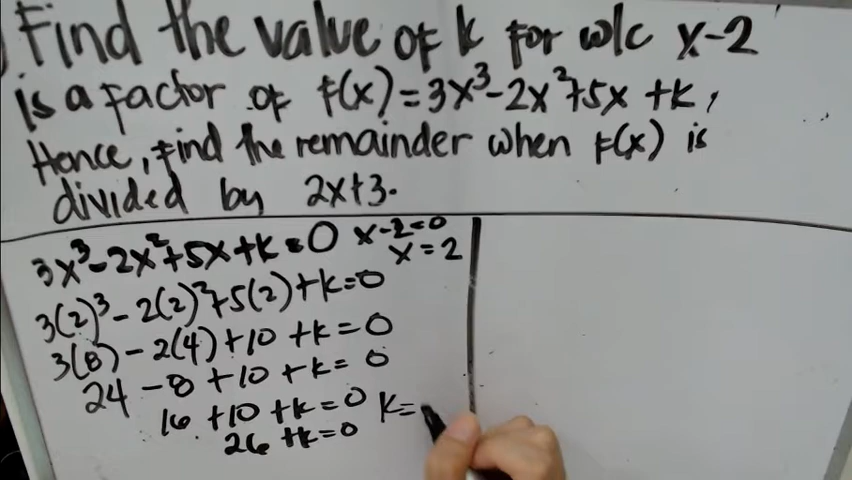 Find the value of k for w/c x-2
is a factor of f(x)=3x³-2x²+5x+k,
Hence, find the remainder when f(x) is
divided by 2x+3.
3x³-2x²+5x+k=0 x-2=0
x=2
3(2)³-2(2)²+5(2)+k=0
3(8)-2(4)+10+k=0
24-8+10+k=0
16+10+k=0 k=
26+k=0